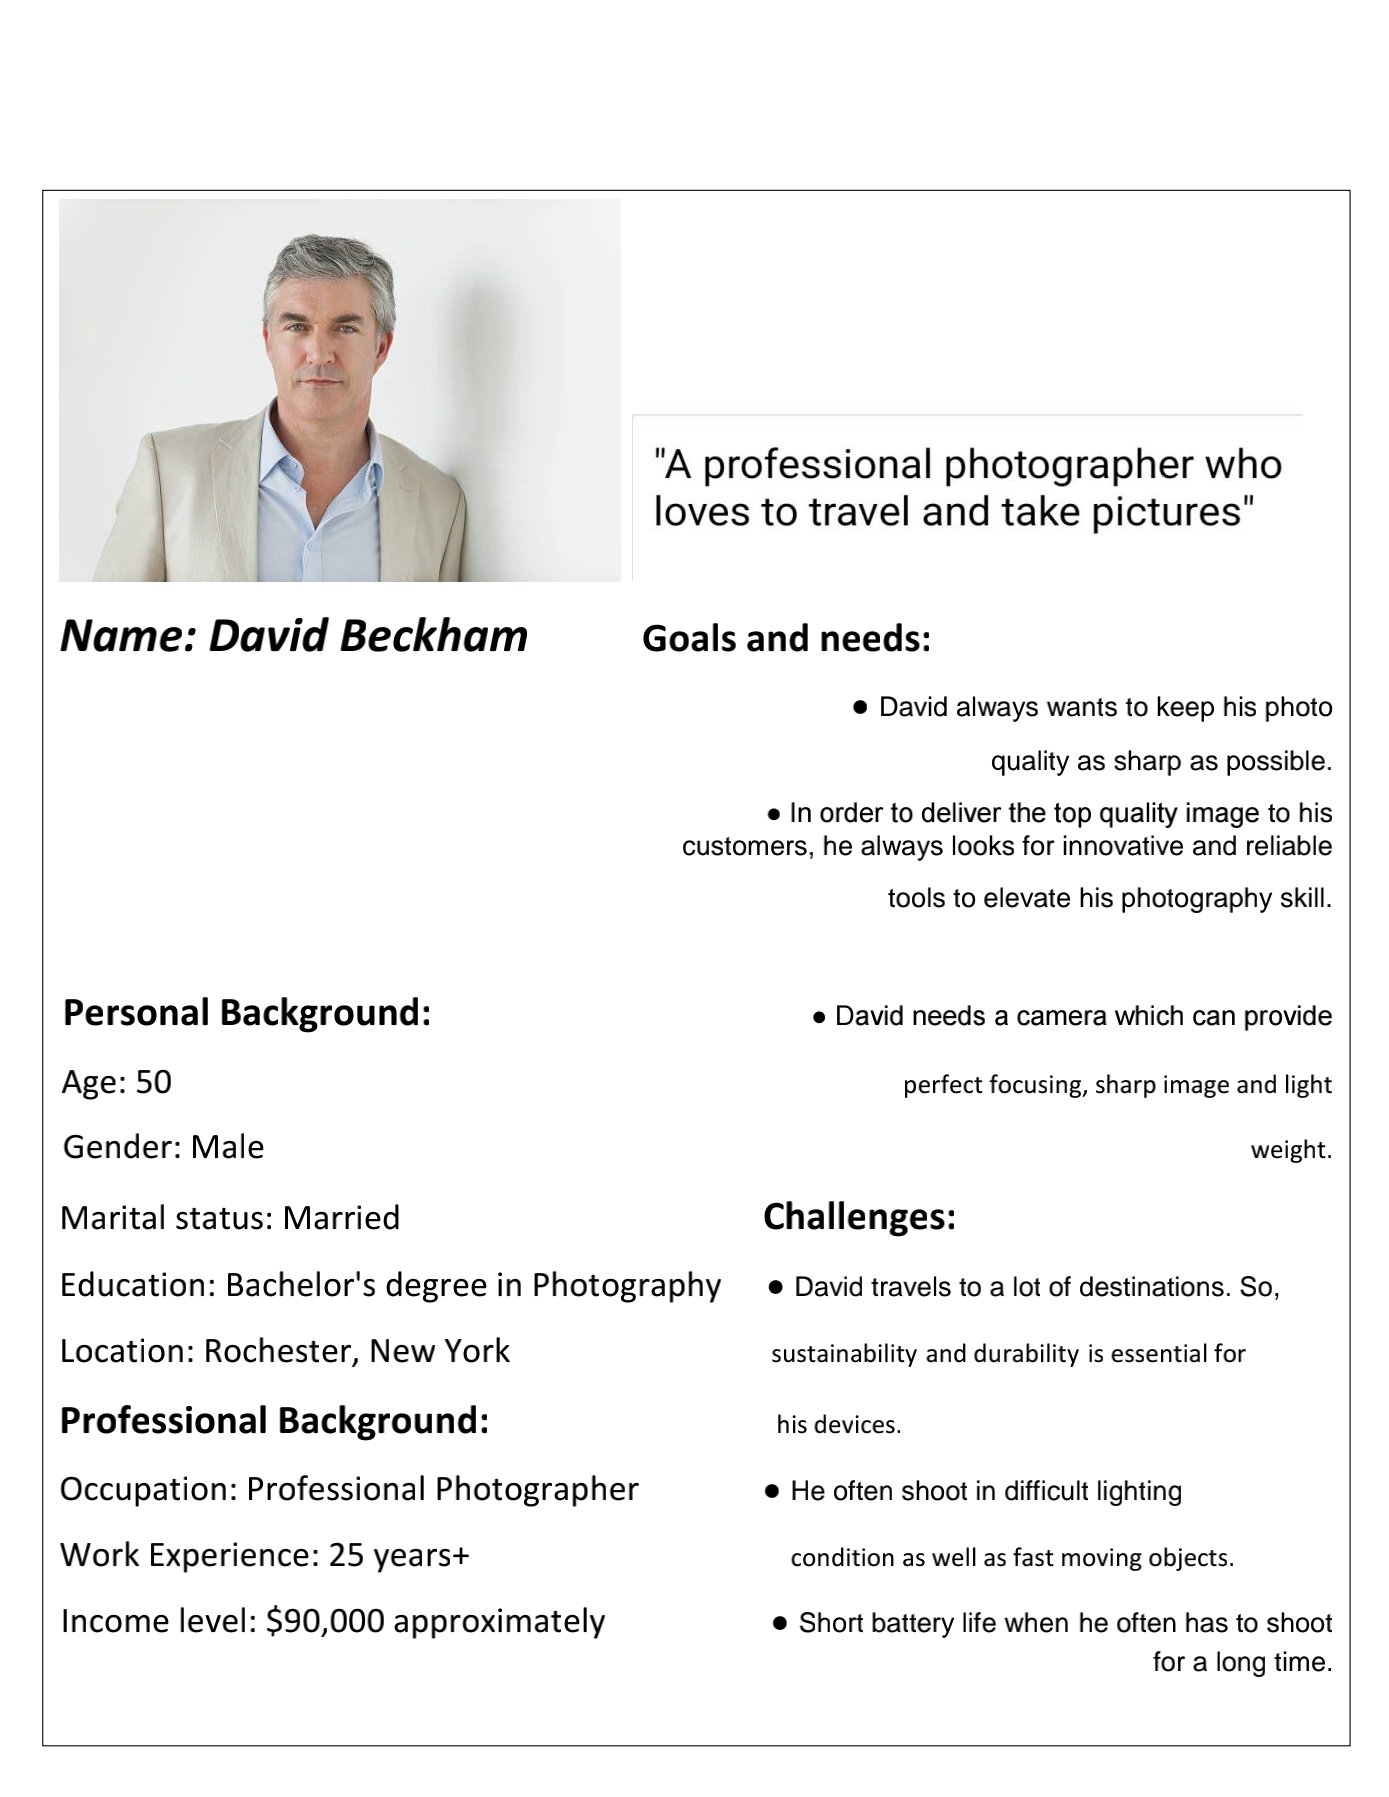 "A professional photographer who
loves to travel and take pictures"
Name: David Beckham
Goals and needs:
● David always wants to keep his photo
quality as sharp as possible.
● In order to deliver the top quality image to his
customers, he always looks for innovative and reliable
tools to elevate his photography skill.
● David needs a camera which can provide
perfect focusing, sharp image and light
weight.
Personal Background:
Age: 50
Gender: Male
Marital status: Married
Education: Bachelor's degree in Photography
Location: Rochester, New York
Professional Background:
Occupation: Professional Photographer
Work Experience: 25 years+
Income level: $90,000 approximately
Challenges:
● David travels to a lot of destinations. So,
sustainability and durability is essential for
his devices.
● He often shoot in difficult lighting
condition as well as fast moving objects.
● Short battery life when he often has to shoot
for a long time.